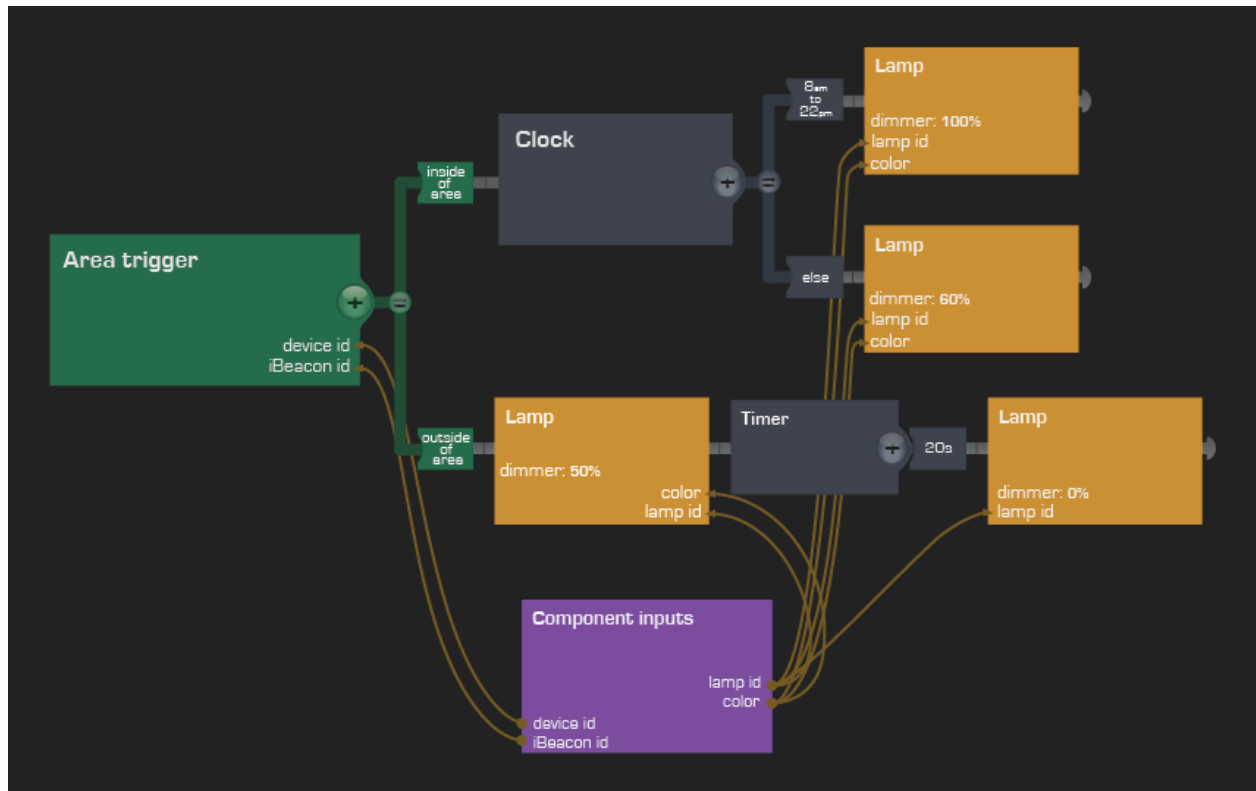 Lamp
8am
to
22pm
dimmer: 100%
lamp id
color
Clock
inside
of
area
Area trigger
device id
iBeacon id
else
Lamp
dimmer: 60%
lamp id
color
outside
of
area
Lamp
dimmer: 50%
color
lamp id
Timer
20s
Lamp
dimmer: 0%
lamp id
Component inputs
lamp id
color
device id
iBeacon id